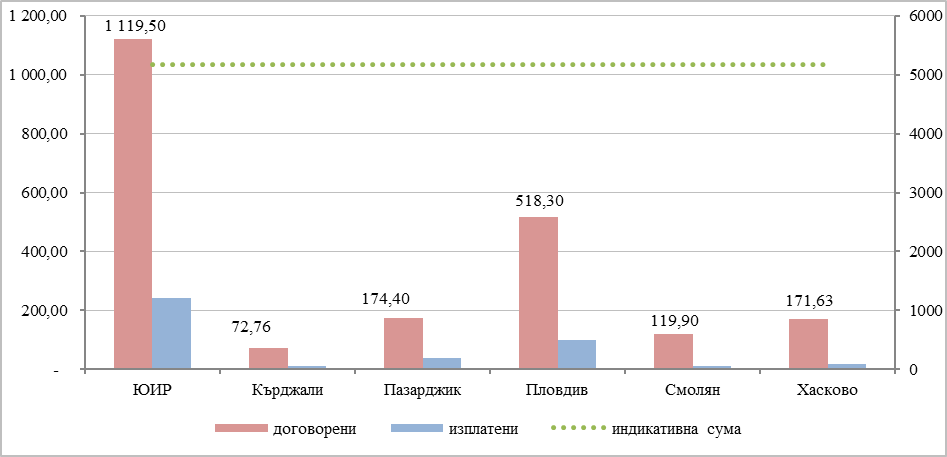 1 200,00
1 000,00
800,00
600,00
400,00
200,00
-
6000
5000
4000
3000
2000
1000
0
1 119,50
72,76
174,40
518,30
119,90
171,63
ЮИР
Кърджали
Пазарджик
Пловдив
Смолян
Хасково
договорени
изплатени
индикативна сума